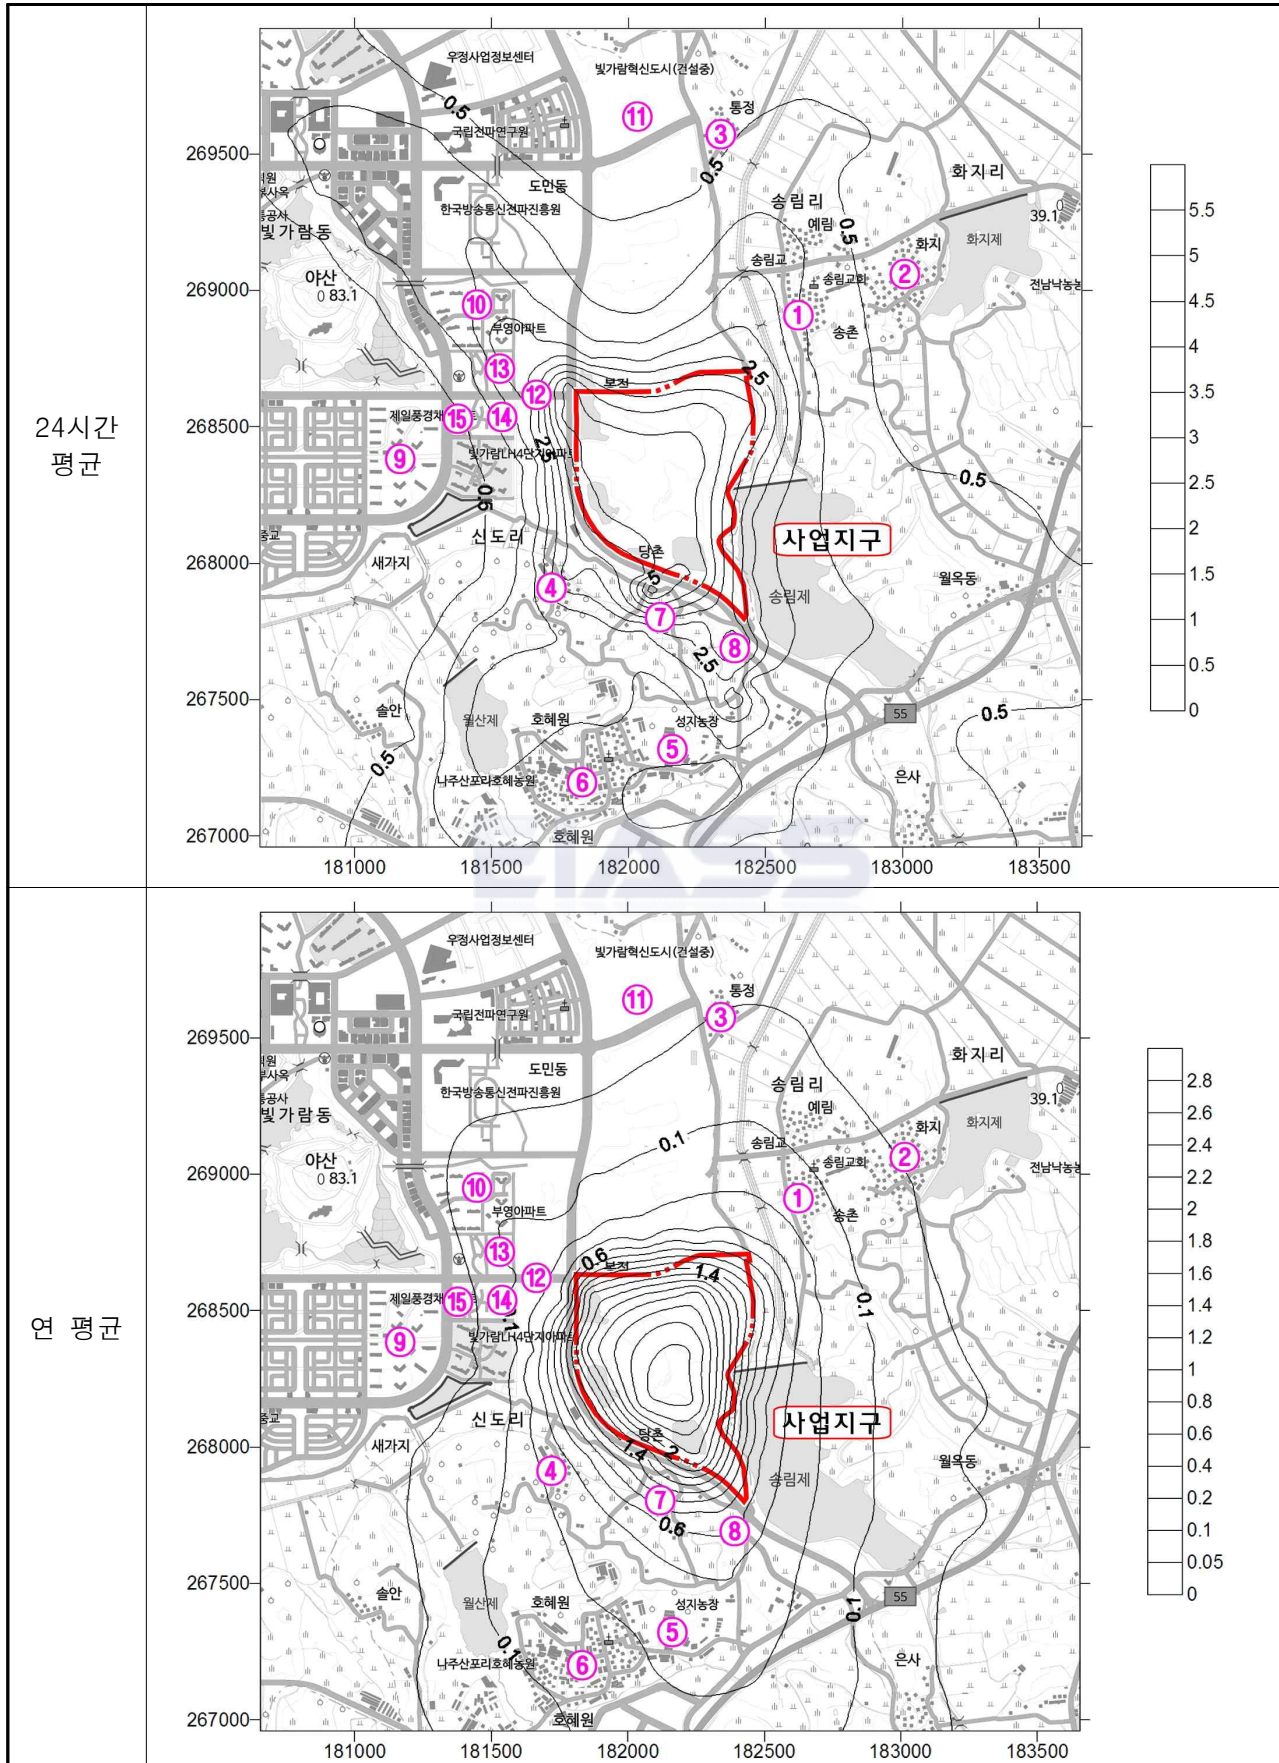 24시간
평균
우정사업정보센터
빛가람혁신도시(건설중)
0.5
국립전파연구원
⑪
통정
③
269500
도민동
0.5
화지리
한국방송통신전파진흥원
송림리
예림
39.1
빛가람동
0.5
화지
화지제
송림교
송림교회
②
야산
83.1
269000
⑩
①
송촌
부영아파트
⑬
2.5
⑫
제일풍경채
⑮
⑭
268500
2.5
⑨
빛가람LH4단지아파트
0.5
0.5
신도리
사업지구
268000
새가지
당촌
5
월옥동
④
⑦
송림제
⑧
2.5
267500
솔안
월산제
호혜원
성지농장
55
0.5
⑤
0.5
나주산포리호혜농원
⑥
은사
267000
호혜원
181000 181500 182000 182500 183000 183500
5.5
5
4.5
4
3.5
3
2.5
2
1.5
1
0.5
0
EIASS
연 평균
우정사업정보센터
빛가람혁신도시(건설중)
국립전파연구원
⑪
통정
③
269500
도민동
화지리
한국방송통신전파진흥원
송림리
예림
39.1
빛가람동
0.1
화지
화지제
송림교
송림교회
②
야산
83.1
269000
⑩
①
송촌
부영아파트
⑬
0.6
⑫
1.4
제일풍경채
⑮
⑭
0.1
268500
⑨
빛가람LH4단지아파트
신도리
사업지구
268000
새가지
당촌
1.4
2
월옥동
④
⑦
송림제
0.6
⑧
267500
솔안
월산제
호혜원
성지농장
0.1
55
⑤
0.1
나주산포리호혜농원
⑥
은사
267000
호혜원
181000 181500 182000 182500 183000 183500
2.8
2.6
2.4
2.2
2
1.8
1.6
1.4
1.2
1
0.8
0.6
0.4
0.2
0.1
0.05
0